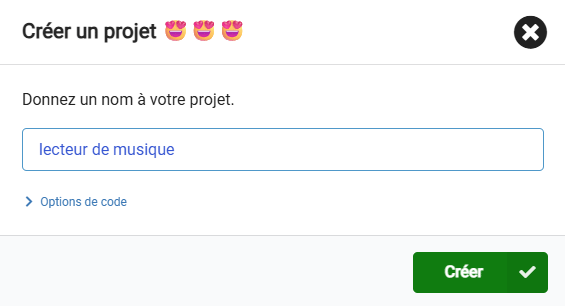 Créer un projet 😍 😍 😍
Donnez un nom à votre projet.
lecteur de musique
Options de code
Créer